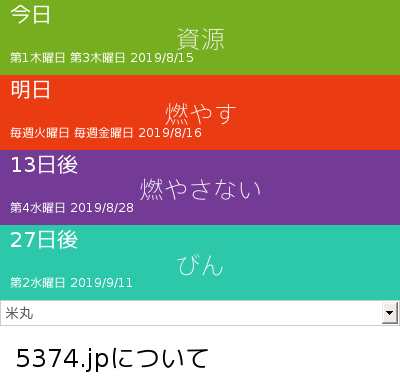 今日
資源
第1木曜日 第3木曜日 2019/8/15
明日
燃やす
毎週火曜日 毎週金曜日 2019/8/16
13日後
燃やさない
第4水曜日 2019/8/28
27日後
びん
第2水曜日 2019/9/11
米丸
5374.jpについて